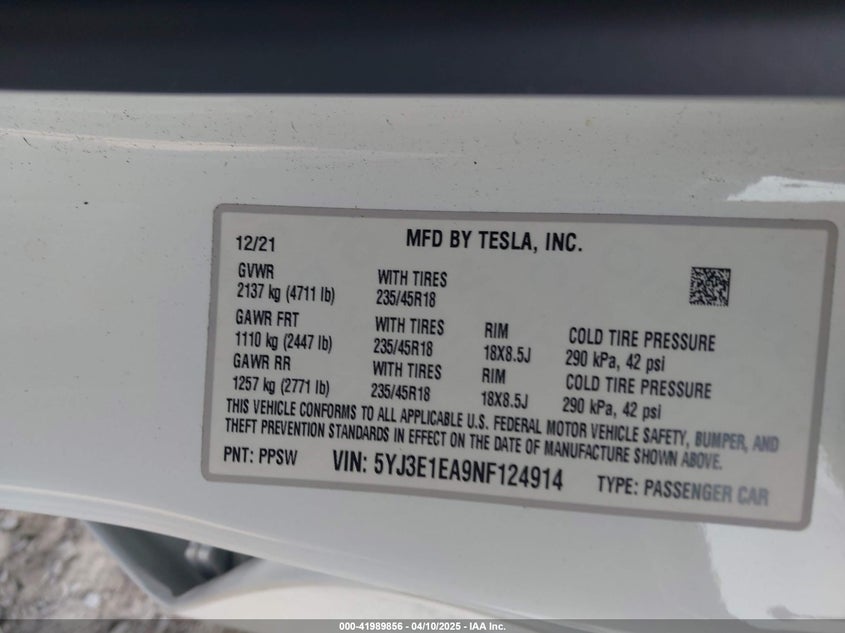 12/21 MFD BY TESLA, INC.
GVWR WITH TIRES
2137 kg (4711 lb) 235/45R18
GAWR FRT WITH TIRES RIM COLD TIRE PRESSURE
1110 kg (2447 lb) 235/45R18 18X8.5J 290 kPa, 42 psi
GAWR RR WITH TIRES RIM COLD TIRE PRESSURE
1257 kg (2771 lb) 235/45R18 18X8.5J 290 kPa, 42 psi
THIS VEHICLE CONFORMS TO ALL APPLICABLE U.S. FEDERAL MOTOR VEHICLE SAFETY, BUMPER, AND
THEFT PREVENTION STANDARDS IN EFFECT ON THE DATE OF MANUFACTURE SHOWN ABOVE.
PNT: PPSW VIN: 5YJ3E1EA9NF124914 TYPE: PASSENGER CAR
000-41989856 - 04/10/2025 - IAA Inc.